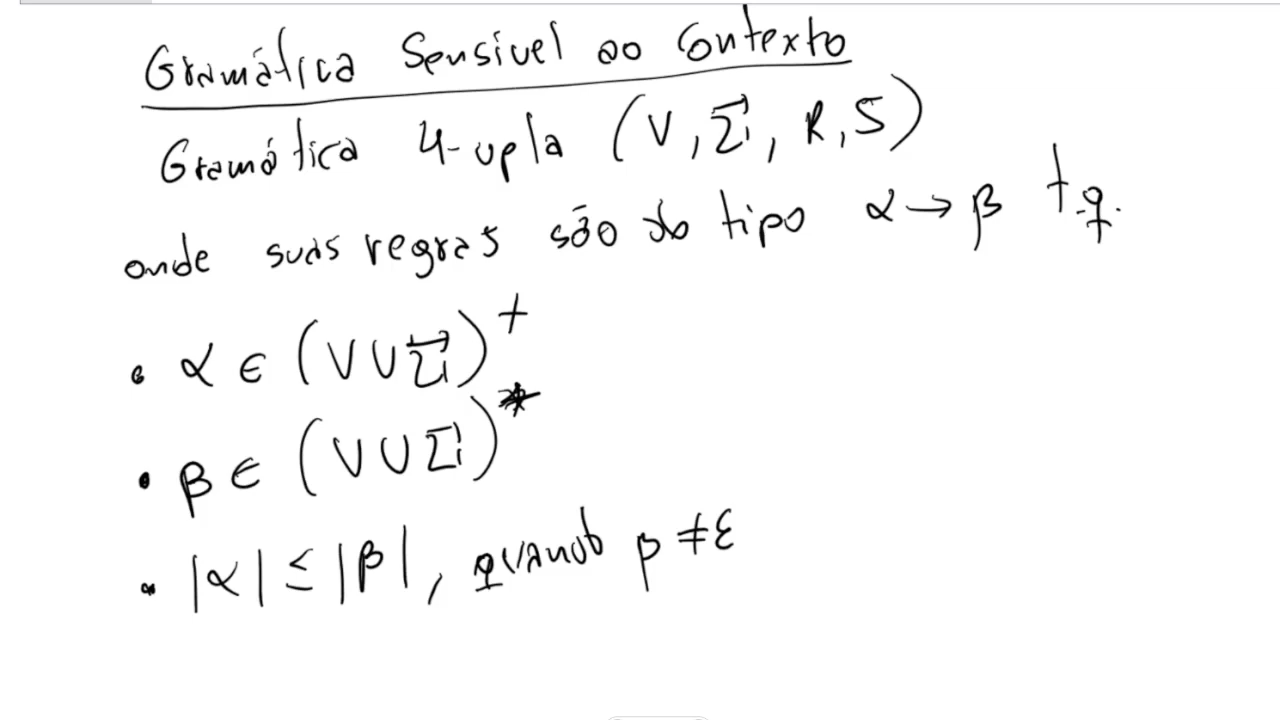 Gramática Sensível ao Contexto
Gramática 4-upla (V, Σ, R, S)
onde suas regras são do tipo α → β t.q.
• α ∈ (V ∪ Σ)⁺
• β ∈ (V ∪ Σ)*
• |α| ≤ |β|, quando β ≠ ε